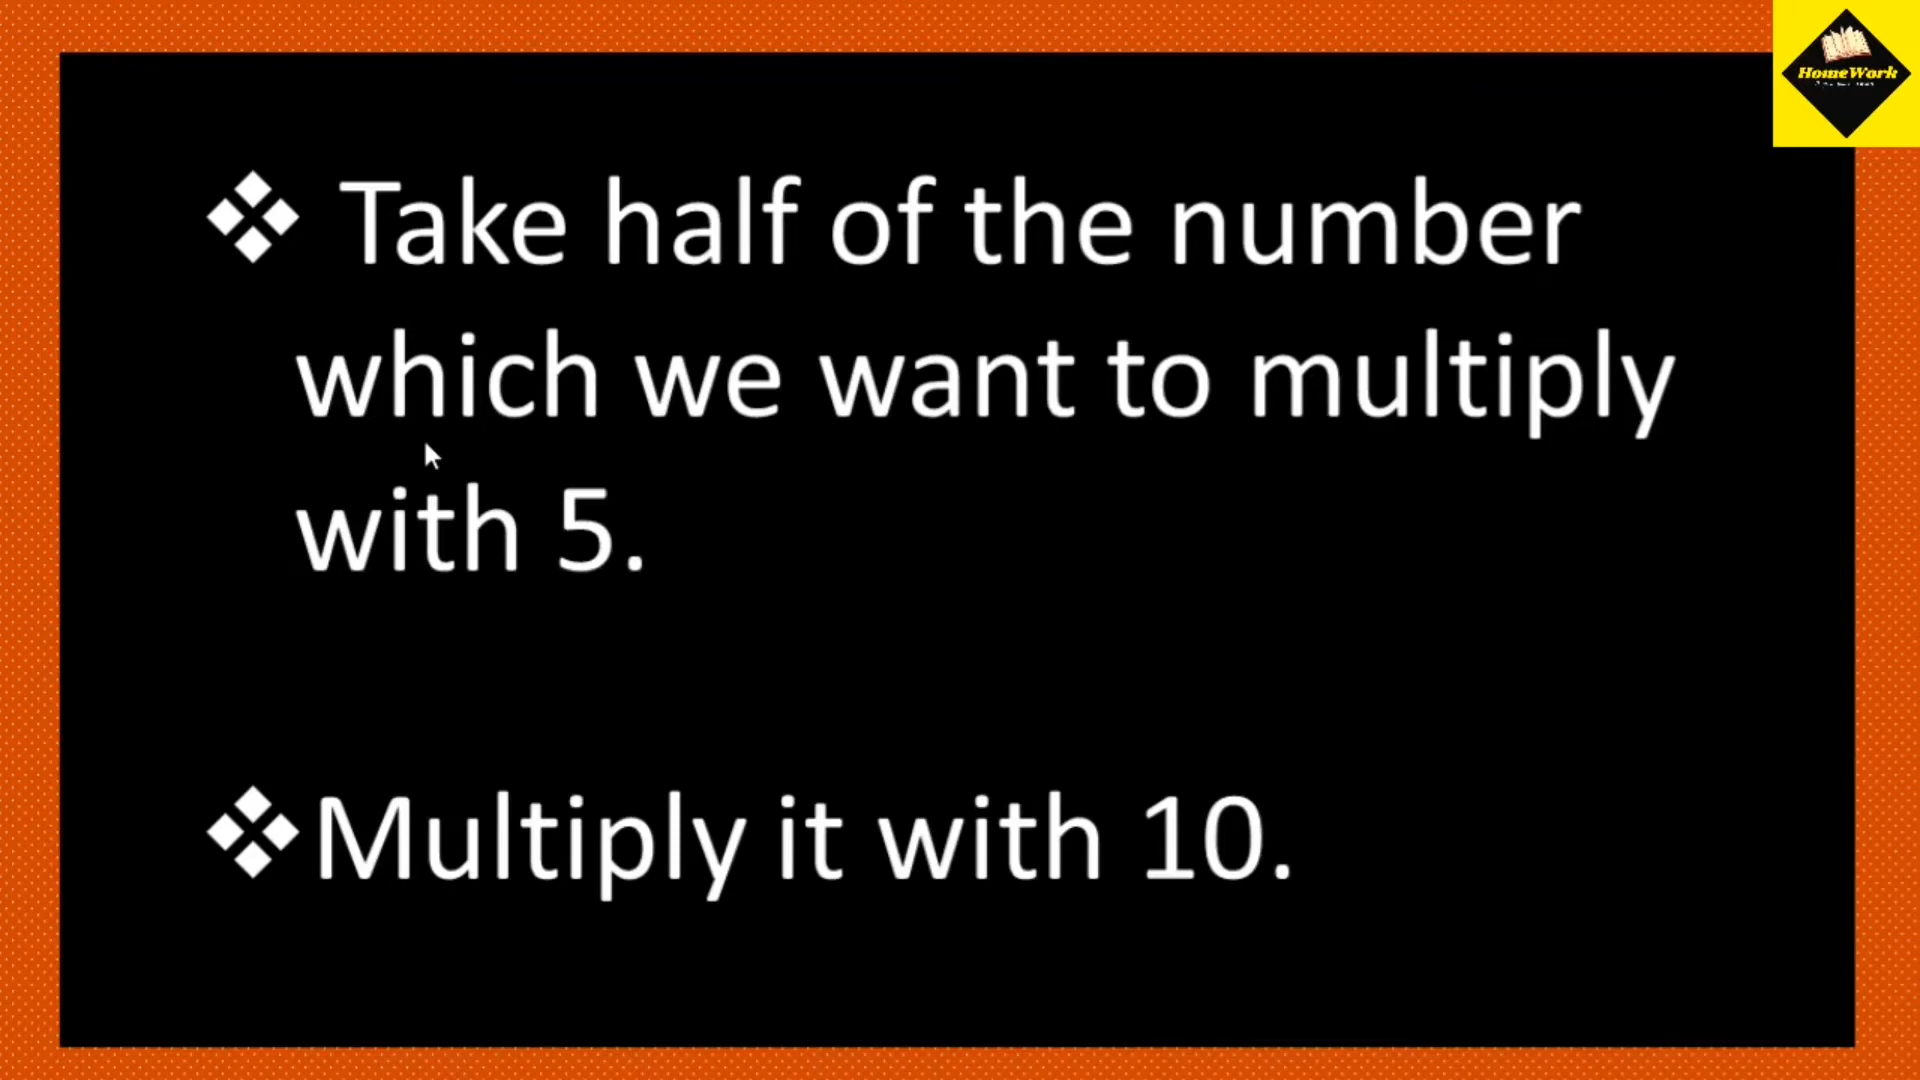 HomeWork
❖ Take half of the number
which we want to multiply
with 5.
❖ Multiply it with 10.